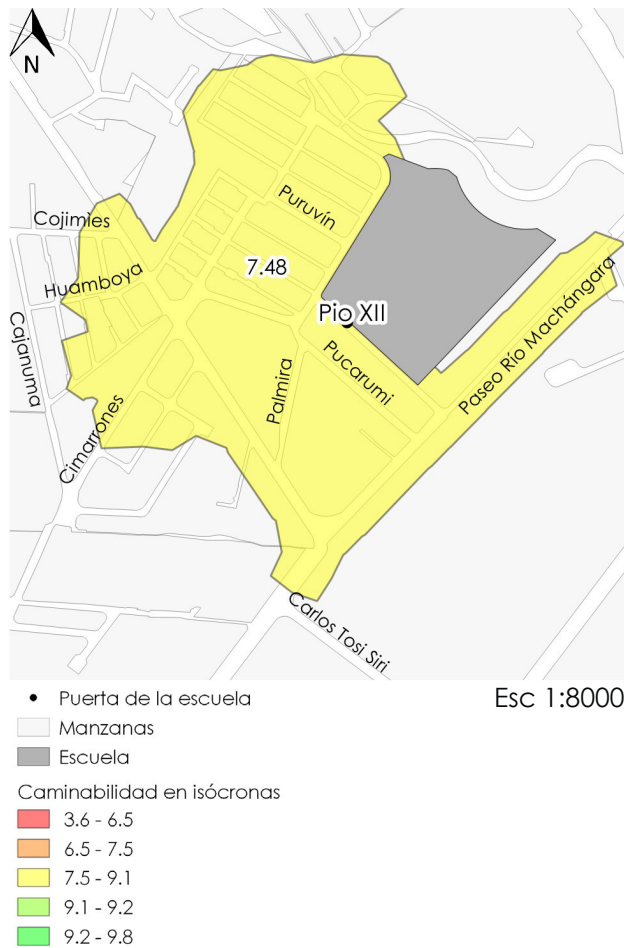 N
Cojimìes
Puruvín
Huamboya
7.48
Pio XII
Paseo Río Machángara
Cajanuma
Pucarumi
Palmira
Cimarrones
Carlos Tosi Siri
Puerta de la escuela
Esc 1:8000
Manzanas
Escuela
Caminabilidad en isócronas
3.6 - 6.5
6.5 - 7.5
7.5 - 9.1
9.1 - 9.2
9.2 - 9.8